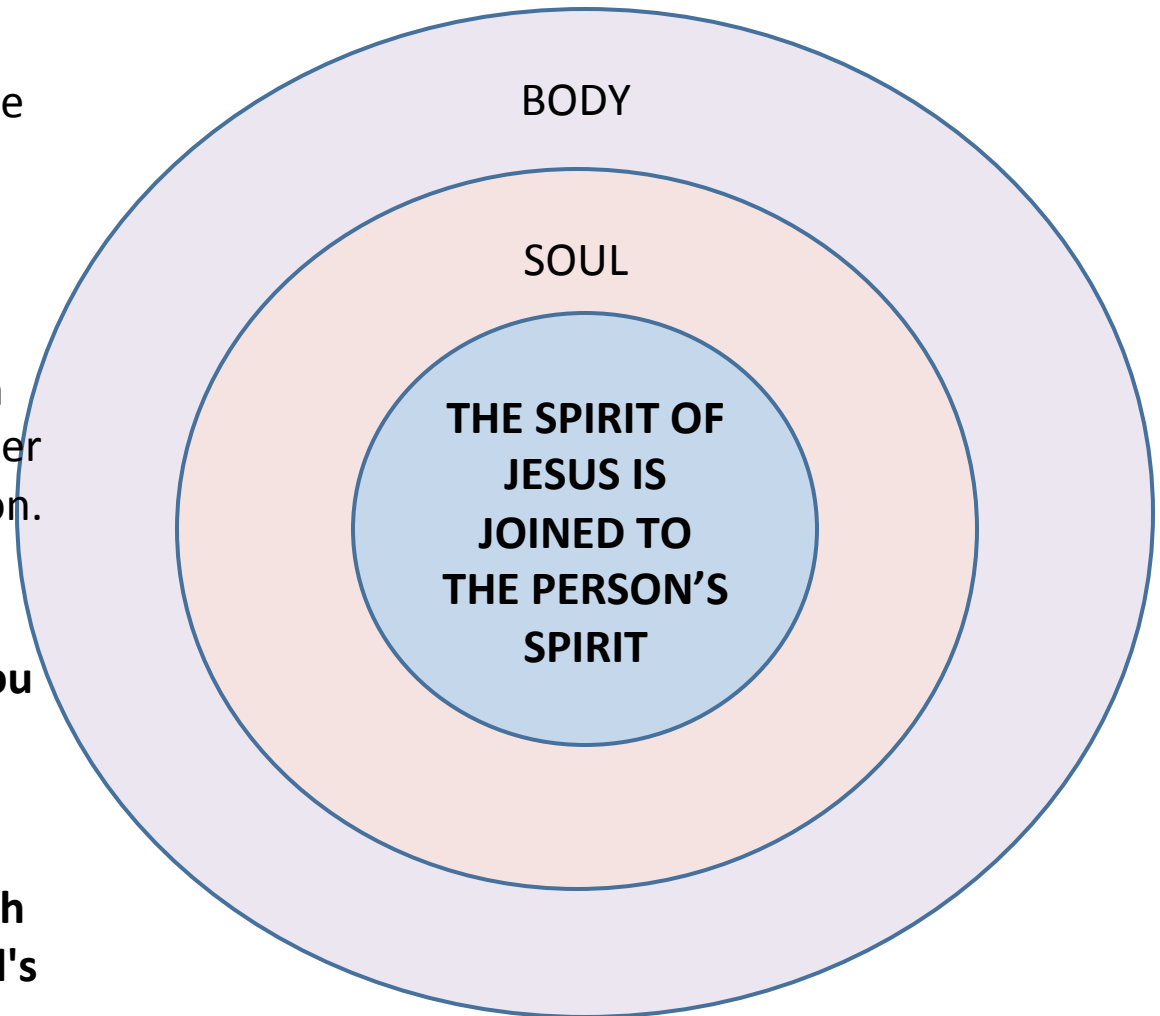 BODY
SOUL
THE SPIRIT OF
JESUS IS
JOINED TO
THE PERSON’S
SPIRIT